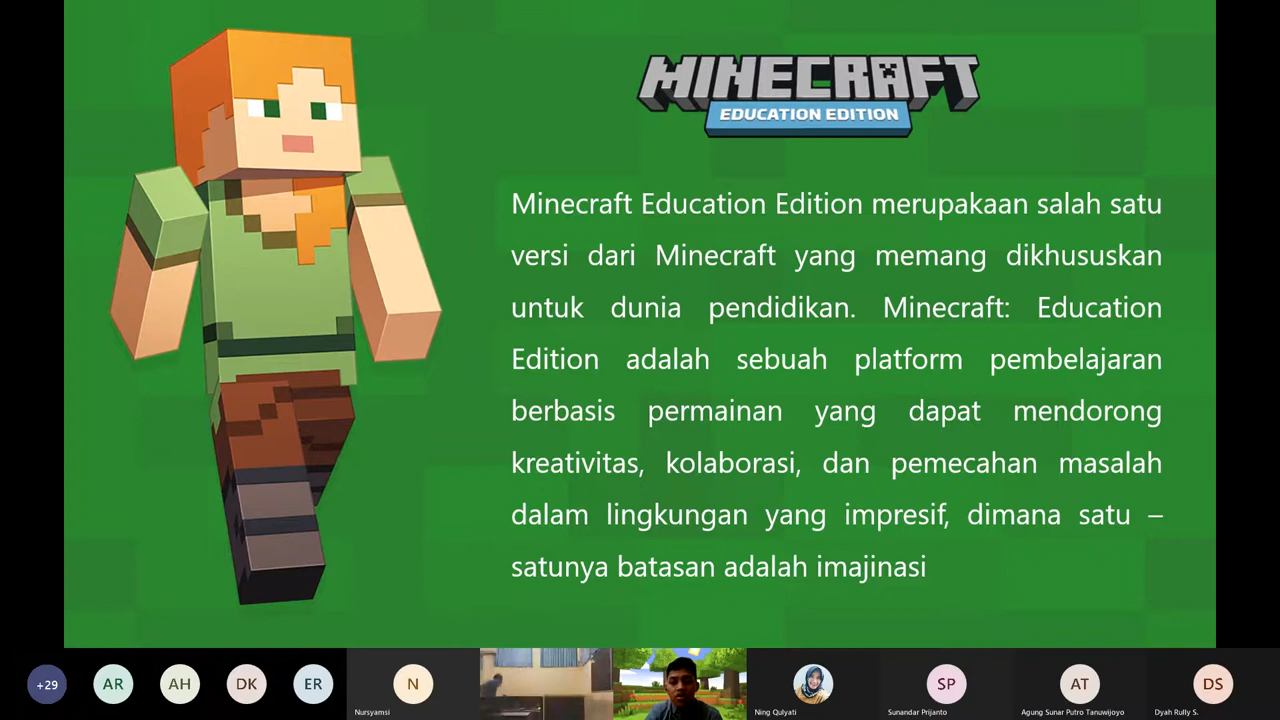 MINECRAFT
EDUCATION EDITION
Minecraft Education Edition merupakaan salah satu
versi dari Minecraft yang memang dikhususkan
untuk dunia pendidikan. Minecraft: Education
Edition adalah sebuah platform pembelajaran
berbasis permainan yang dapat mendorong
kreativitas, kolaborasi, dan pemecahan masalah
dalam lingkungan yang impresif, dimana satu –
satunya batasan adalah imajinasi
+29
AR
AH
DK
ER
N
Nursyamsi
Ning Qulyati
SP
Sunandar Prijanto
AT
Agung Sunar Putro Tanuwijoyo
DS
Dyah Rully S.